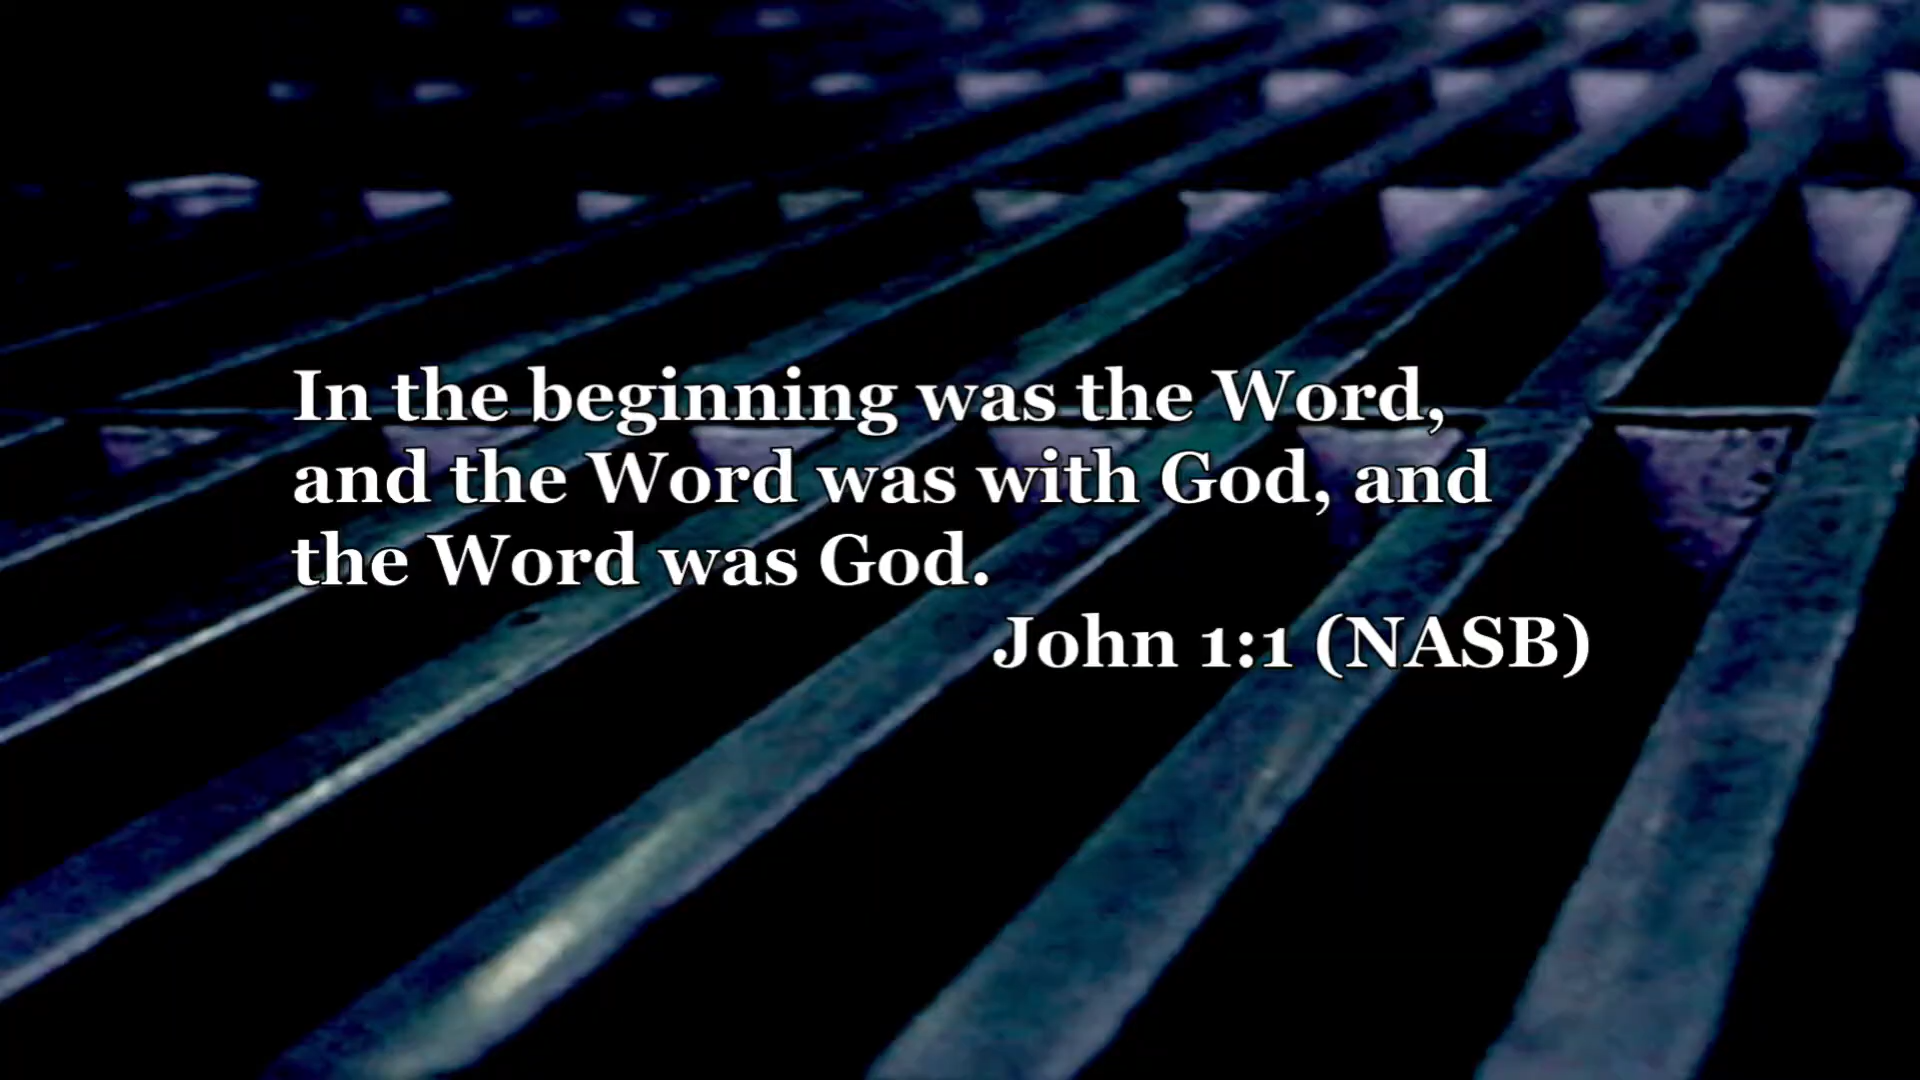 In the beginning was the Word,
and the Word was with God, and
the Word was God.
John 1:1 (NASB)